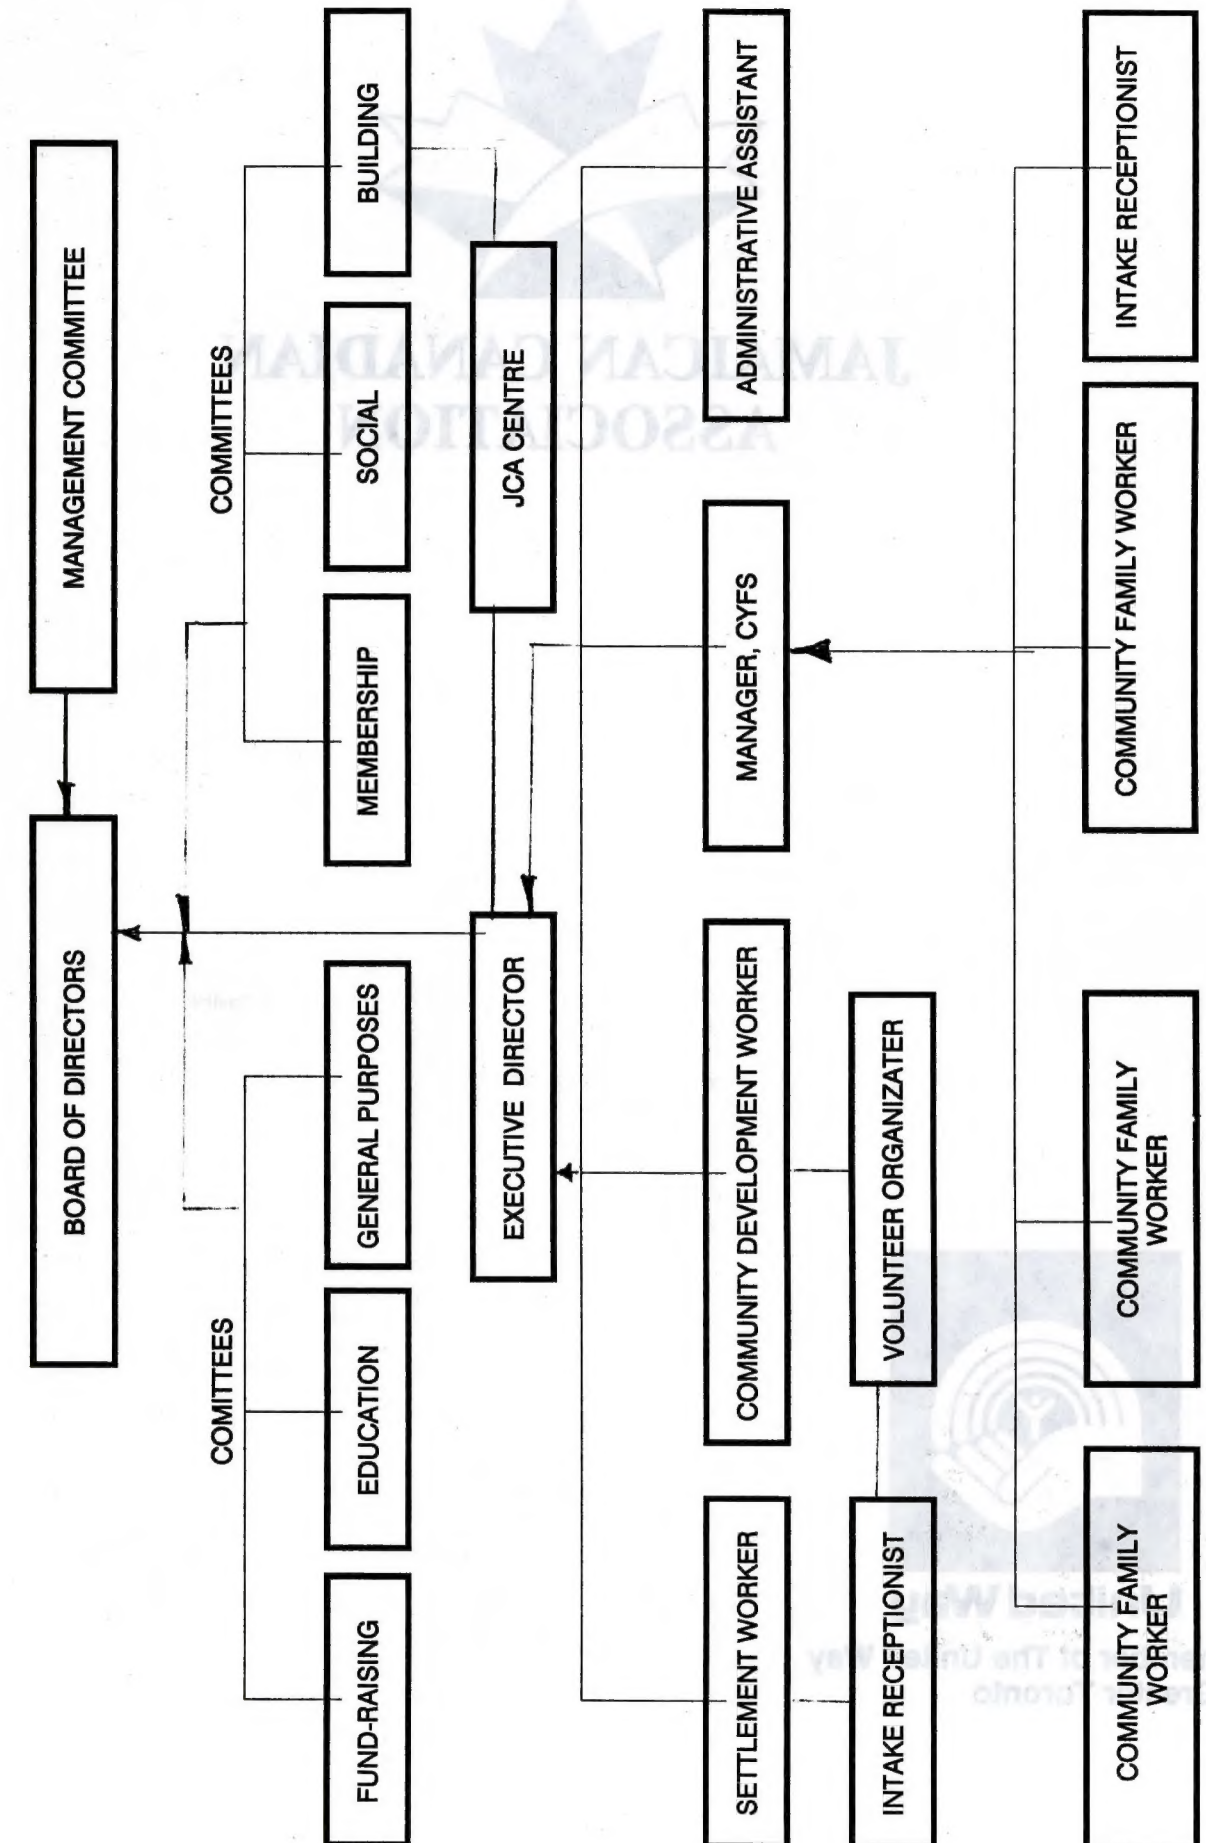 BOARD OF DIRECTORS
MANAGEMENT COMMITTEE
COMITTEES
COMMITTEES
FUND-RAISING
EDUCATION
GENERAL PURPOSES
MEMBERSHIP
SOCIAL
BUILDING
EXECUTIVE DIRECTOR
JCA CENTRE
SETTLEMENT WORKER
COMMUNITY DEVELOPMENT WORKER
MANAGER, CYFS
ADMINISTRATIVE ASSISTANT
INTAKE RECEPTIONIST
VOLUNTEER ORGANIZATER
COMMUNITY FAMILY
WORKER
COMMUNITY FAMILY
WORKER
COMMUNITY FAMILY WORKER
INTAKE RECEPTIONIST
JAMAICAN CANADIAN
ASSOCIATION
United Way
of The United Way
Toronto